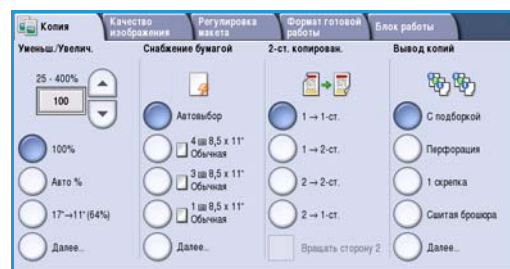 Копия
Качество
изображения
Регулировка
макета
Формат готовой
работы
Блок работы
Уменьш./Увелич.
Снабжение бумагой
2-ст. копирован.
Вывод копий
25 - 400%
100
100%
Авто %
17"→11"(64%)
Далее...
Автовыбор
4 8,5 x 11"
Обычная
3 8,5 x 11"
Обычная
1 8,5 x 11"
Обычная
Далее...
1 → 1-ст.
1 → 2-ст.
2 → 2-ст.
2 → 1-ст.
Вращать сторону 2
С подборкой
Перфорация
1 скрепка
Сшитая брошюра
Далее...